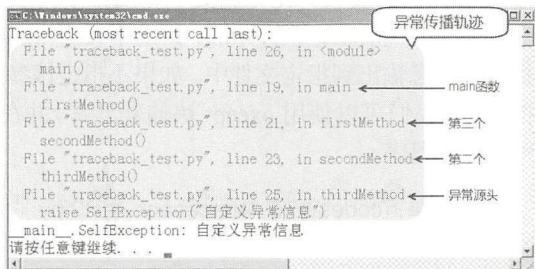 C:\Windows\system32\cmd.exe
异常传播轨迹
Traceback (most recent call last):
File "traceback_test.py", line 26, in <module>
main()
File "traceback_test.py", line 19, in main
main函数
firstMethod()
File "traceback_test.py", line 21, in firstMethod
第三个
secondMethod()
File "traceback_test.py", line 23, in secondMethod
第二个
thirdMethod()
File "traceback_test.py", line 25, in thirdMethod
异常源头
raise SelfException("自定义异常信息")
__main__.SelfException: 自定义异常信息
请按任意键继续. . .